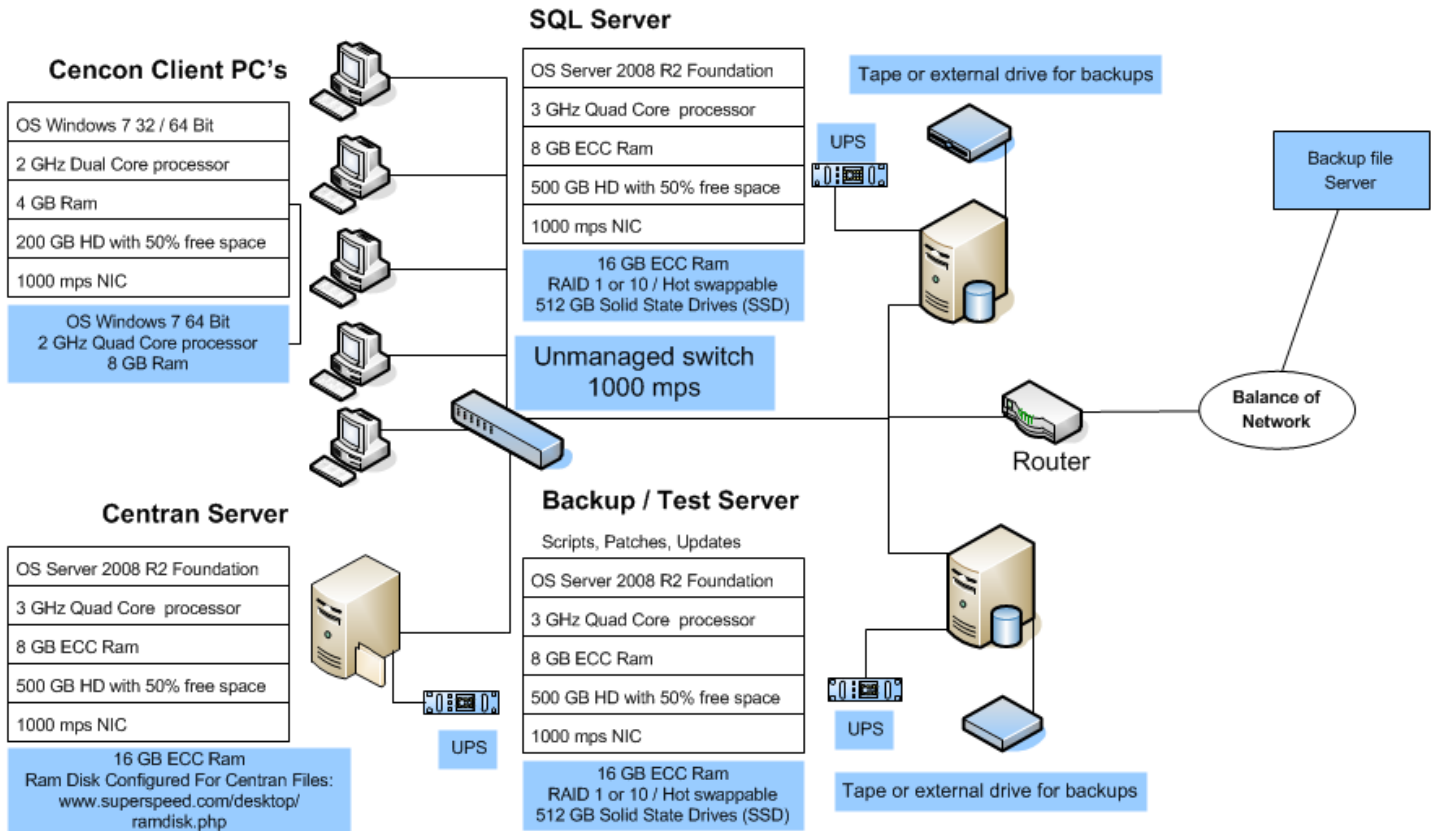 SQL Server
OS Server 2008 R2 Foundation
3 GHz Quad Core processor
8 GB ECC Ram
500 GB HD with 50% free space
1000 mps NIC
16 GB ECC Ram
RAID 1 or 10 / Hot swappable
512 GB Solid State Drives (SSD)
Cencon Client PC's
OS Windows 7 32 / 64 Bit
2 GHz Dual Core processor
4 GB Ram
200 GB HD with 50% free space
1000 mps NIC
OS Windows 7 64 Bit
2 GHz Quad Core processor
8 GB Ram
Tape or external drive for backups
UPS
Backup file
Server
Unmanaged switch
1000 mps
Balance of
Network
Router
Centran Server
OS Server 2008 R2 Foundation
3 GHz Quad Core processor
8 GB ECC Ram
500 GB HD with 50% free space
1000 mps NIC
16 GB ECC Ram
Ram Disk Configured For Centran Files:
www.superspeed.com/desktop/
ramdisk.php
UPS
Backup / Test Server
Scripts, Patches, Updates
OS Server 2008 R2 Foundation
3 GHz Quad Core processor
8 GB ECC Ram
500 GB HD with 50% free space
1000 mps NIC
16 GB ECC Ram
RAID 1 or 10 / Hot swappable
512 GB Solid State Drives (SSD)
UPS
Tape or external drive for backups